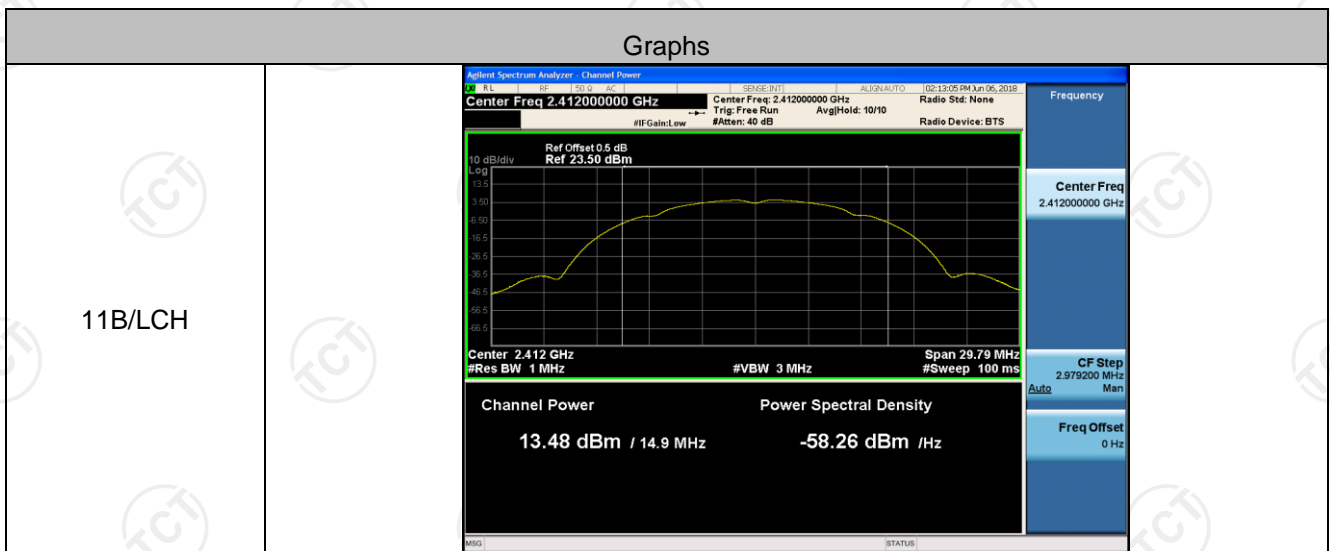 Graphs
11B/LCH
Agilent Spectrum Analyzer - Channel Power
RL RF 50 Ω AC SENSE:INT ALIGNAUTO 02:13:05 PM Jun 06, 2018
Center Freq 2.412000000 GHz
Center Freq: 2.412000000 GHz
Radio Std: None
Trig: Free Run Avg|Hold: 10/10
#IFGain:Low
#Atten: 40 dB
Radio Device: BTS
Ref Offset 0.5 dB
10 dB/div Ref 23.50 dBm
Log
13.5
3.50
-6.50
-16.5
-26.5
-36.5
-46.5
-56.5
-66.5
Center 2.412 GHz Span 29.79 MHz
#Res BW 1 MHz #VBW 3 MHz #Sweep 100 ms
Channel Power
Power Spectral Density
13.48 dBm / 14.9 MHz
-58.26 dBm /Hz
MSG STATUS
Frequency
Center Freq
2.412000000 GHz
CF Step
2.979200 MHz
Auto Man
Freq Offset
0 Hz
TCT
TCT
TCT
TCT
TCT